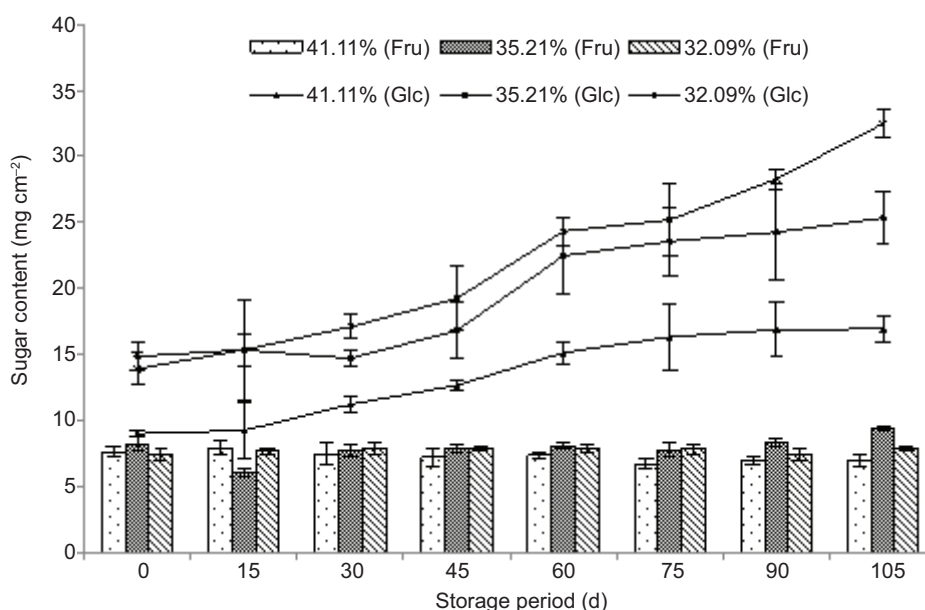 40
35
30
25
20
15
10
5
0
Sugar content (mg cm⁻²)
41.11% (Fru) 35.21% (Fru) 32.09% (Fru)
41.11% (Glc) 35.21% (Glc) 32.09% (Glc)
0 15 30 45 60 75 90 105
Storage period (d)